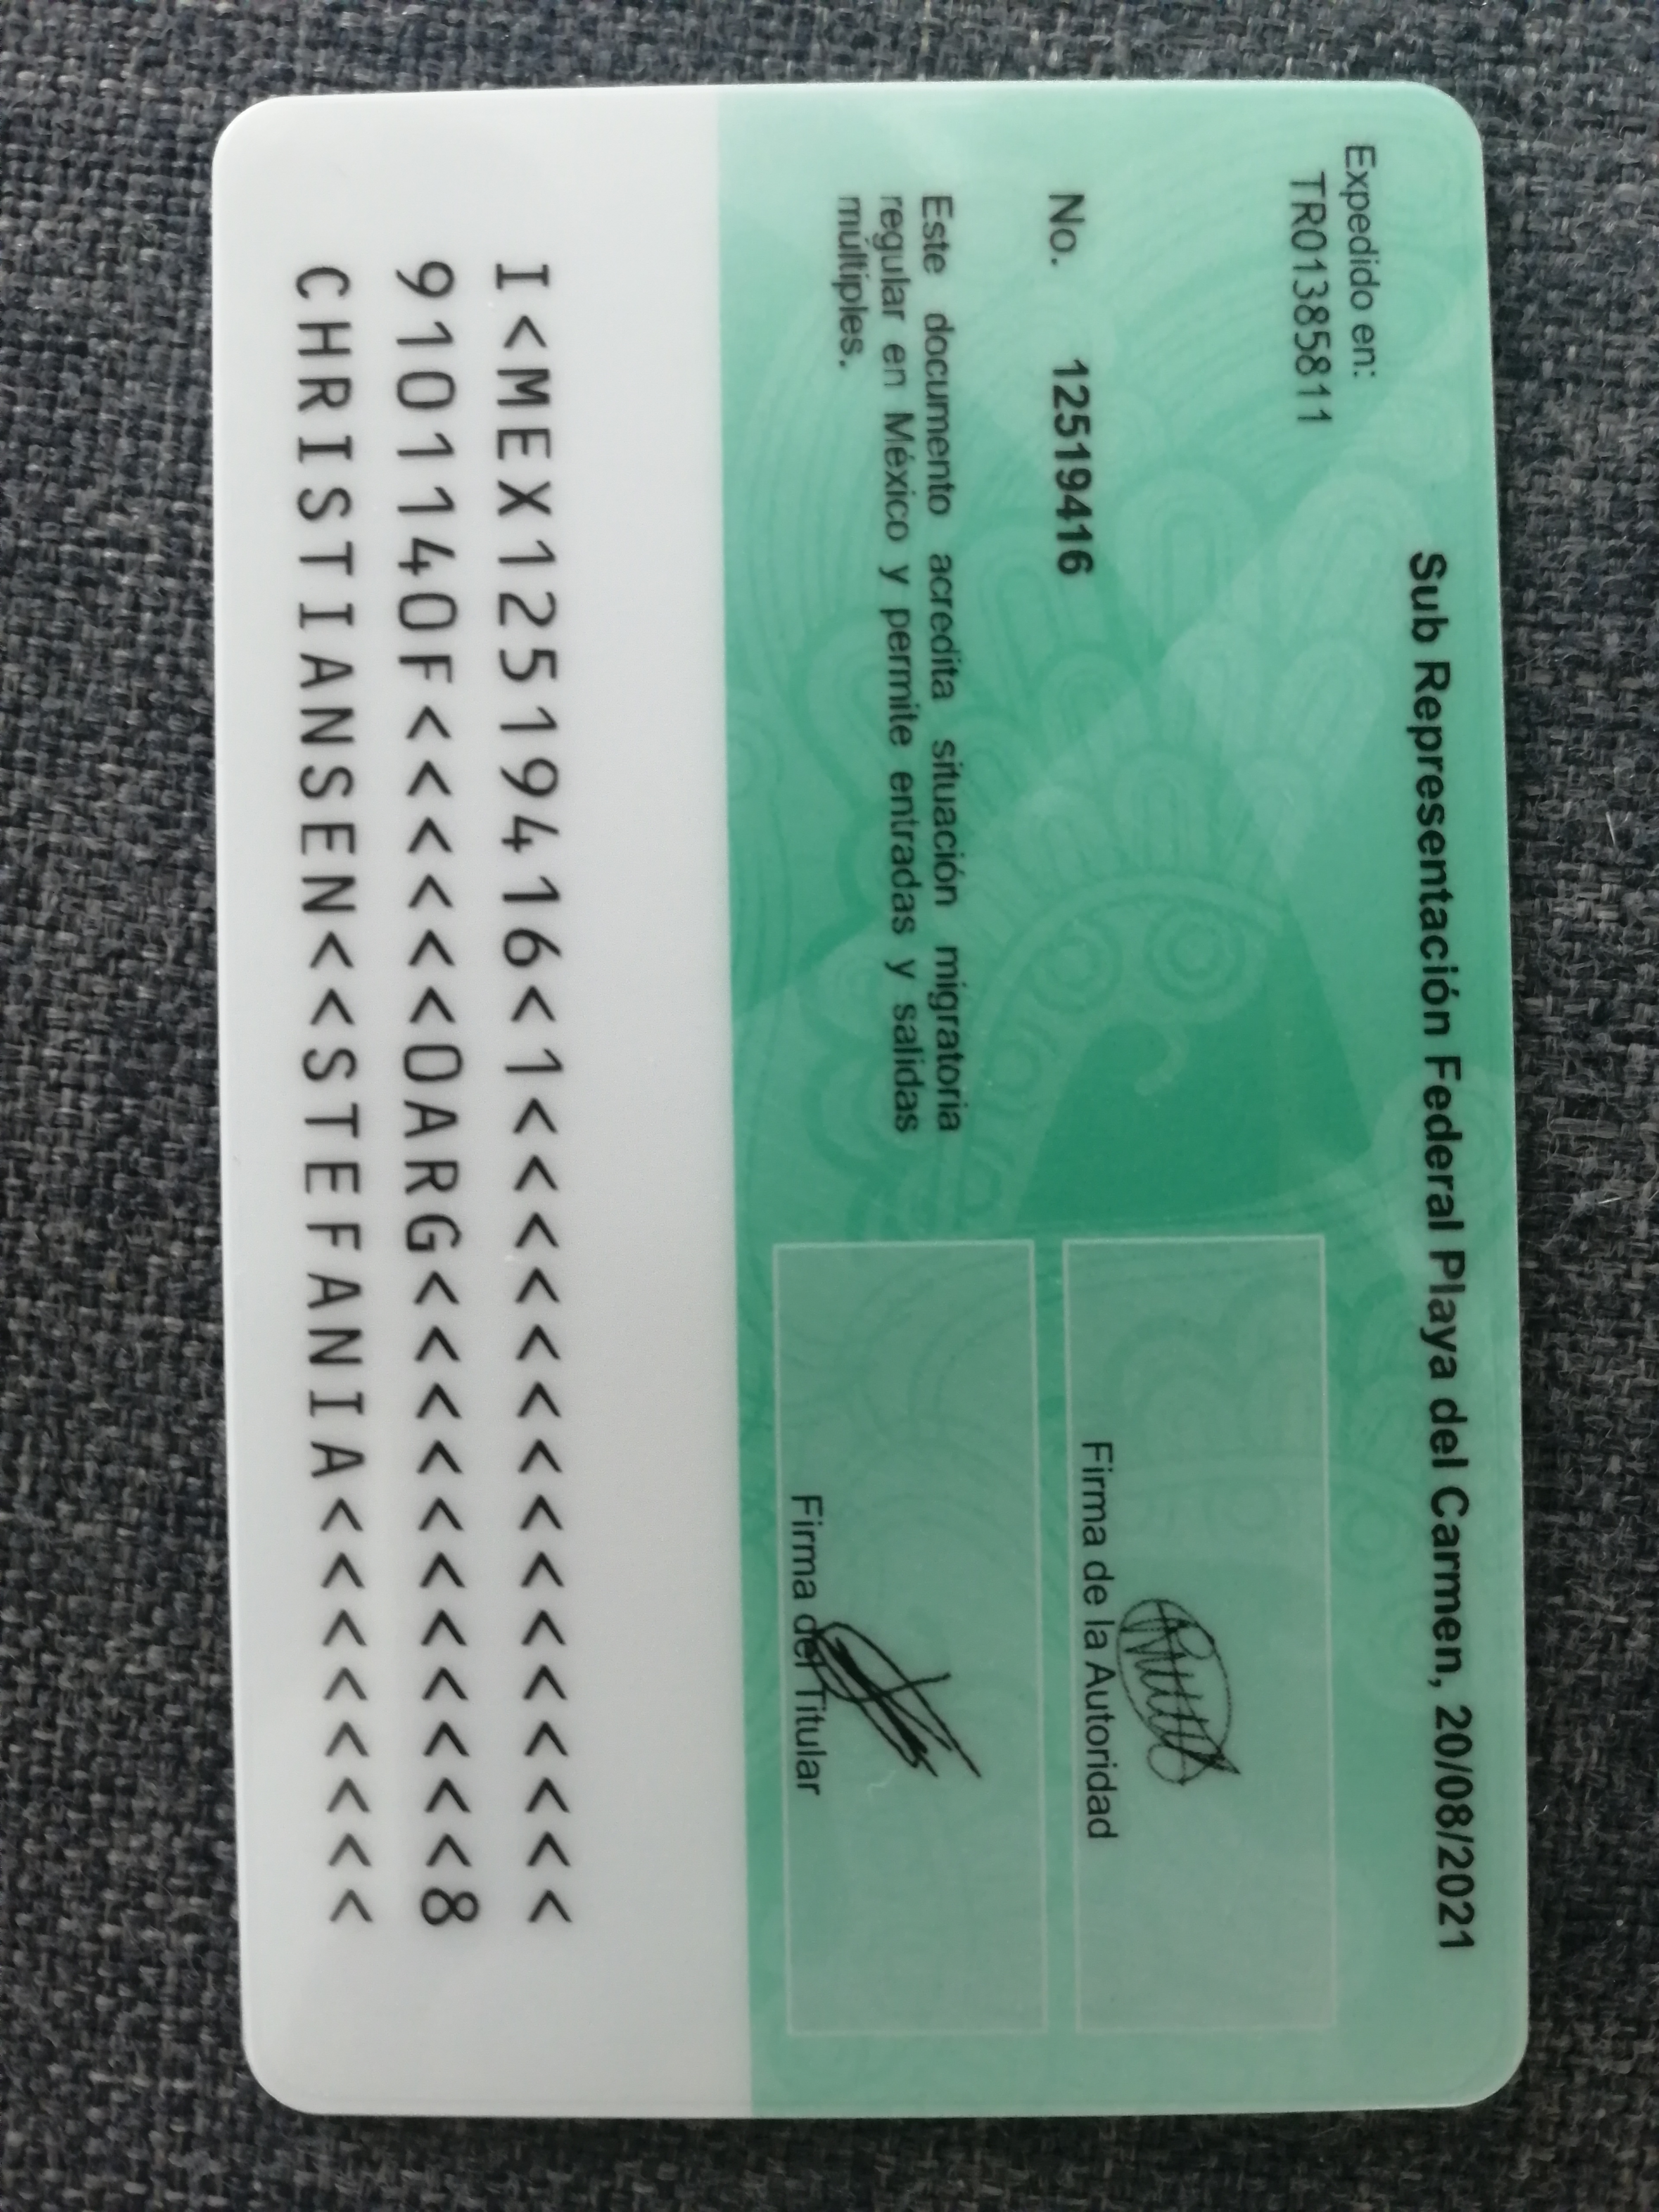 Sub Representación Federal Playa del Carmen, 20/08/2021
Expedido en:
TR01385811
No. 12519416
Este documento acredita situación migratoria
regular en México y permite entradas y salidas
múltiples.
Firma de la Autoridad
Firma del Titular
I<MEX12519416<1<<<<<<<<<<<<<<<
9101140F<<<<<<0ARG<<<<<<<<<<<8
CHRISTIANSEN<<STEFANIA<<<<<<<<